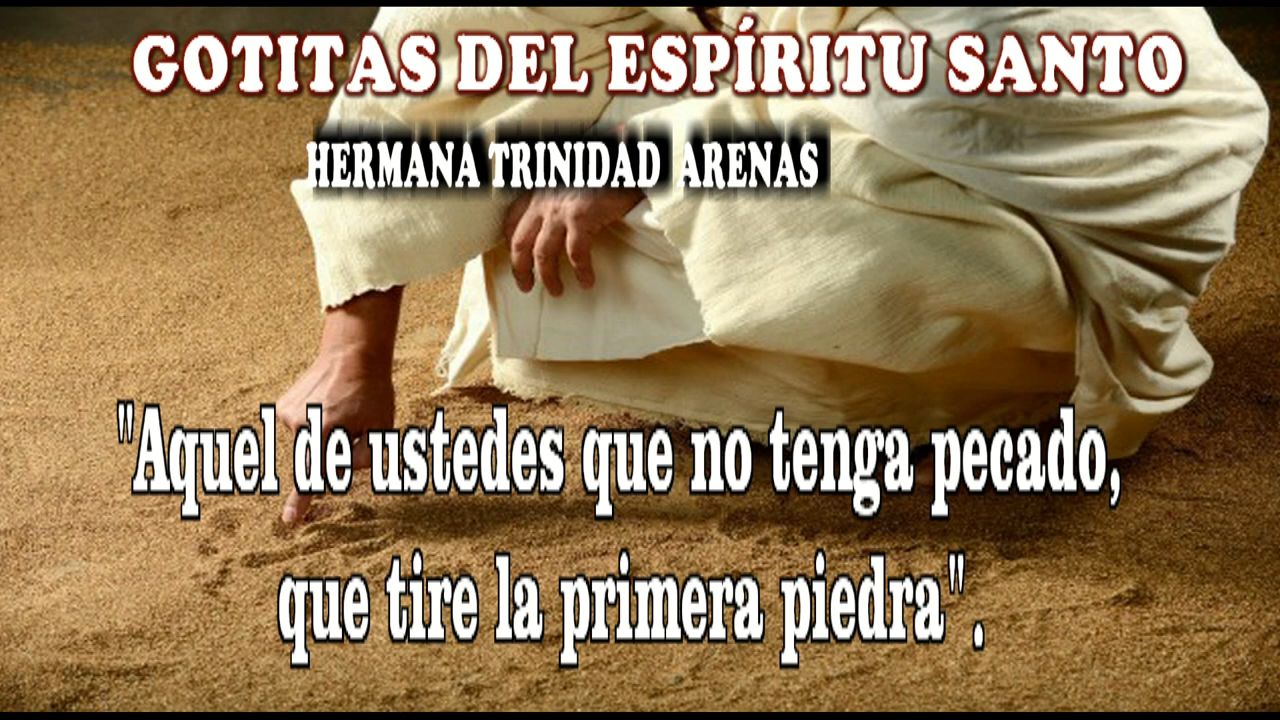 GOTITAS DEL ESPÍRITU SANTO
HERMANA TRINIDAD ARENAS
"Aquel de ustedes que no tenga pecado,
que tire la primera piedra".